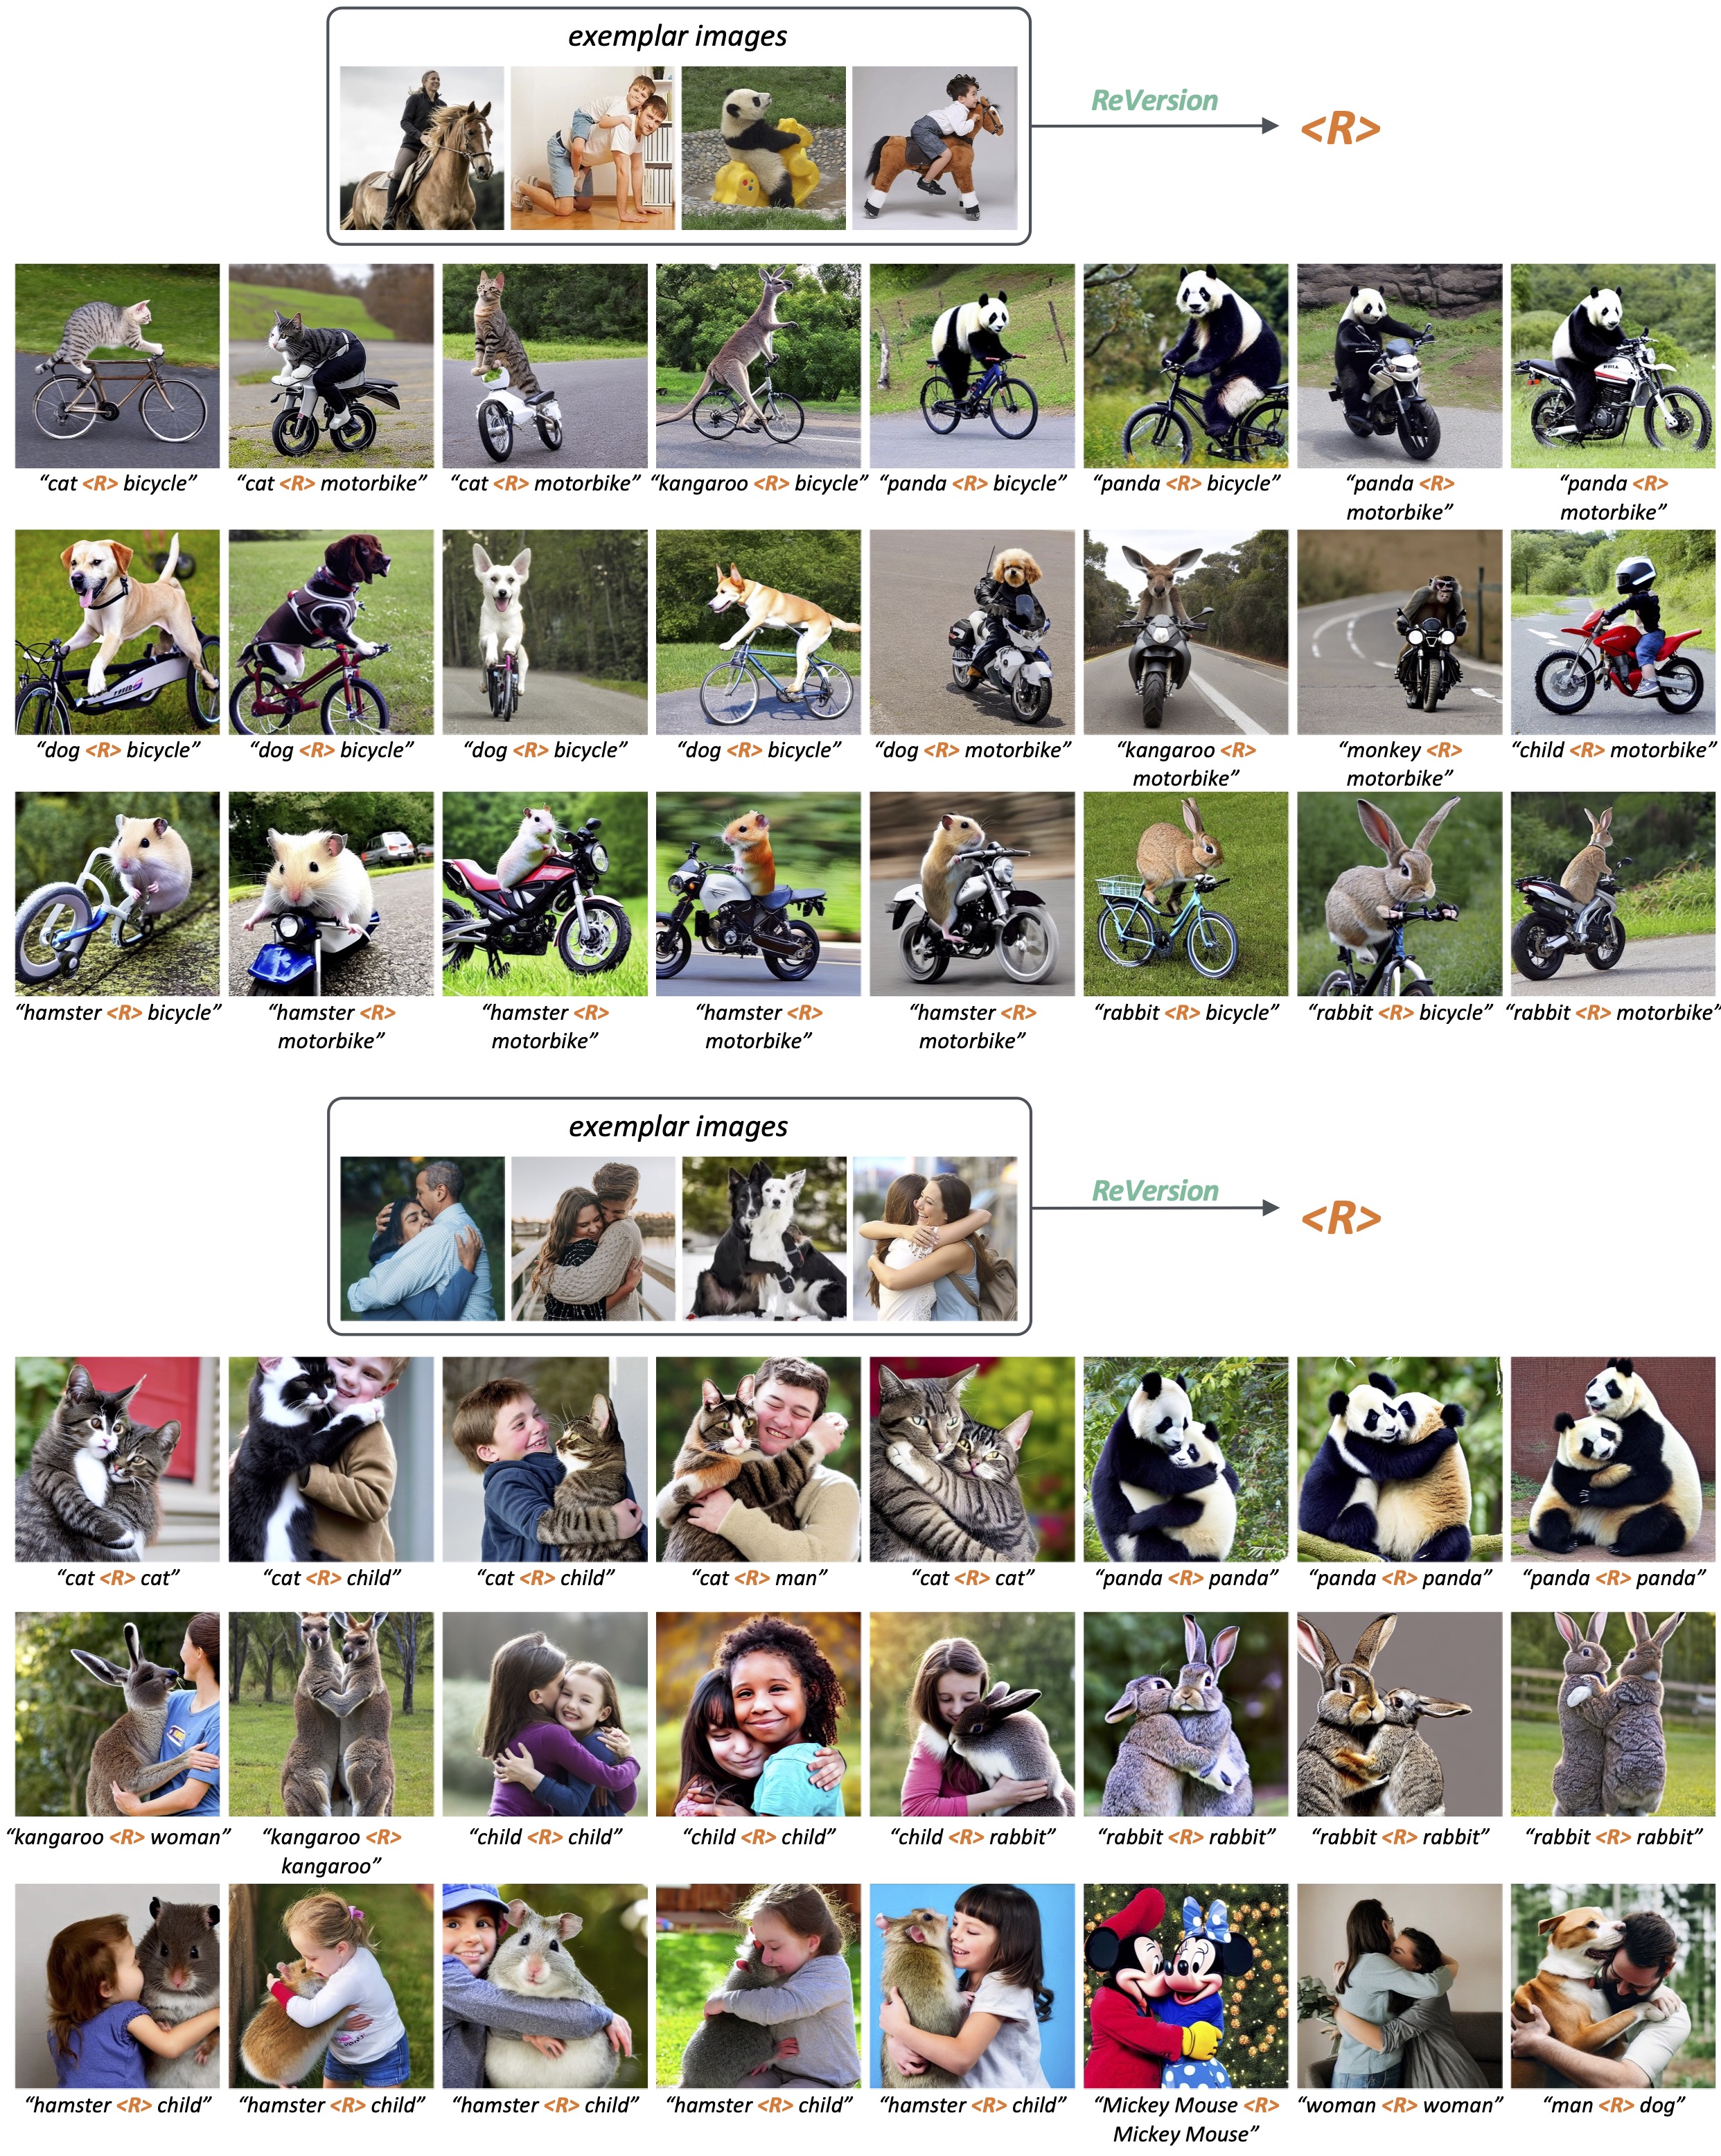 exemplar images
ReVersion
<R>
“cat <R> bicycle”
“cat <R> motorbike”
“cat <R> motorbike”
“kangaroo <R> bicycle”
“panda <R> bicycle”
“panda <R> bicycle”
“panda <R>
motorbike”
“panda <R>
motorbike”
“dog <R> bicycle”
“dog <R> bicycle”
“dog <R> bicycle”
“dog <R> bicycle”
“dog <R> motorbike”
“kangaroo <R>
motorbike”
“monkey <R>
motorbike”
“child <R> motorbike”
“hamster <R> bicycle”
“hamster <R>
motorbike”
“hamster <R>
motorbike”
“hamster <R>
motorbike”
“hamster <R>
motorbike”
“rabbit <R> bicycle”
“rabbit <R> bicycle”
“rabbit <R> motorbike”
exemplar images
ReVersion
<R>
“cat <R> cat”
“cat <R> child”
“cat <R> child”
“cat <R> man”
“cat <R> cat”
“panda <R> panda”
“panda <R> panda”
“panda <R> panda”
“kangaroo <R> woman”
“kangaroo <R>
kangaroo”
“child <R> child”
“child <R> child”
“child <R> rabbit”
“rabbit <R> rabbit”
“rabbit <R> rabbit”
“rabbit <R> rabbit”
“hamster <R> child”
“hamster <R> child”
“hamster <R> child”
“hamster <R> child”
“hamster <R> child”
“Mickey Mouse <R>
Mickey Mouse”
“woman <R> woman”
“man <R> dog”